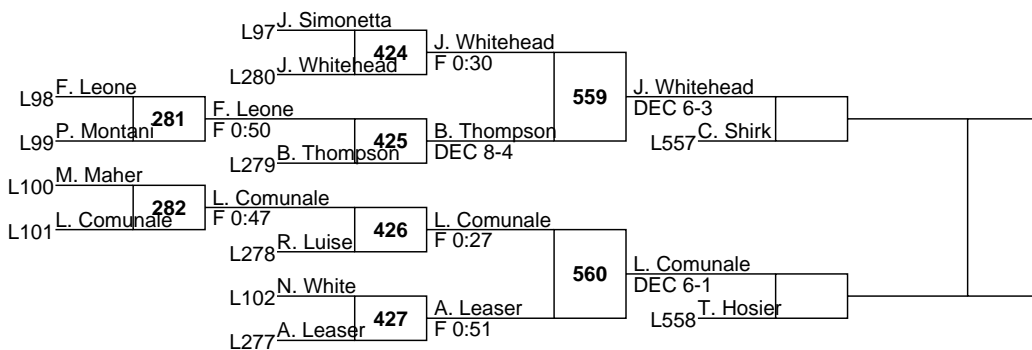 L97 J. Simonetta
424 J. Whitehead
F 0:30
L280 J. Whitehead
L98 F. Leone
281 F. Leone
F 0:50
L99 P. Montani
425 B. Thompson
DEC 8-4
L279 B. Thompson
559 J. Whitehead
DEC 6-3
L557 C. Shirk
L100 M. Maher
282 L. Comunale
F 0:47
L101 L. Comunale
426 L. Comunale
F 0:27
L278 R. Luise
560 L. Comunale
DEC 6-1
L558 T. Hosier
L102 N. White
427 A. Leaser
F 0:51
L277 A. Leaser